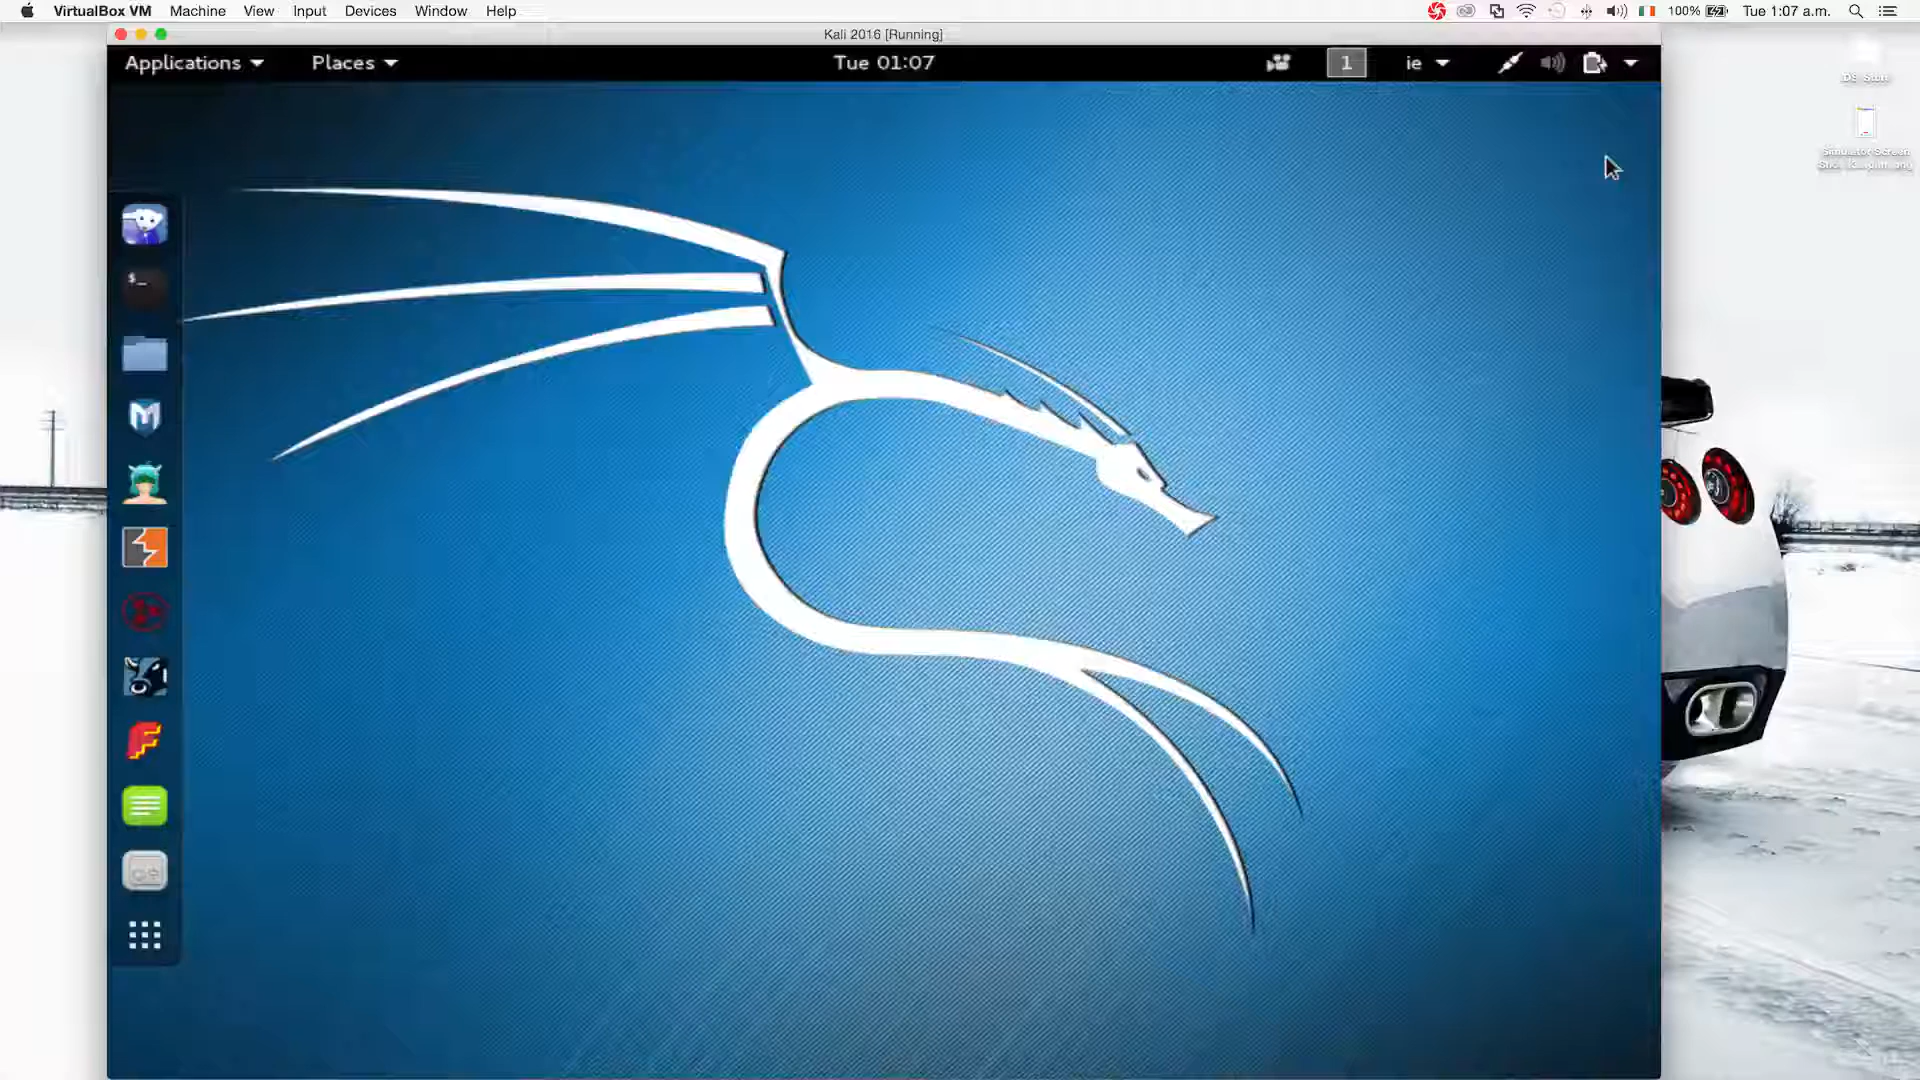 VirtualBox VM Machine View Input Devices Window Help 100% Tue 1:07 a.m.
Kali 2016 [Running]
Applications Places Tue 01:07 1 ie
$_